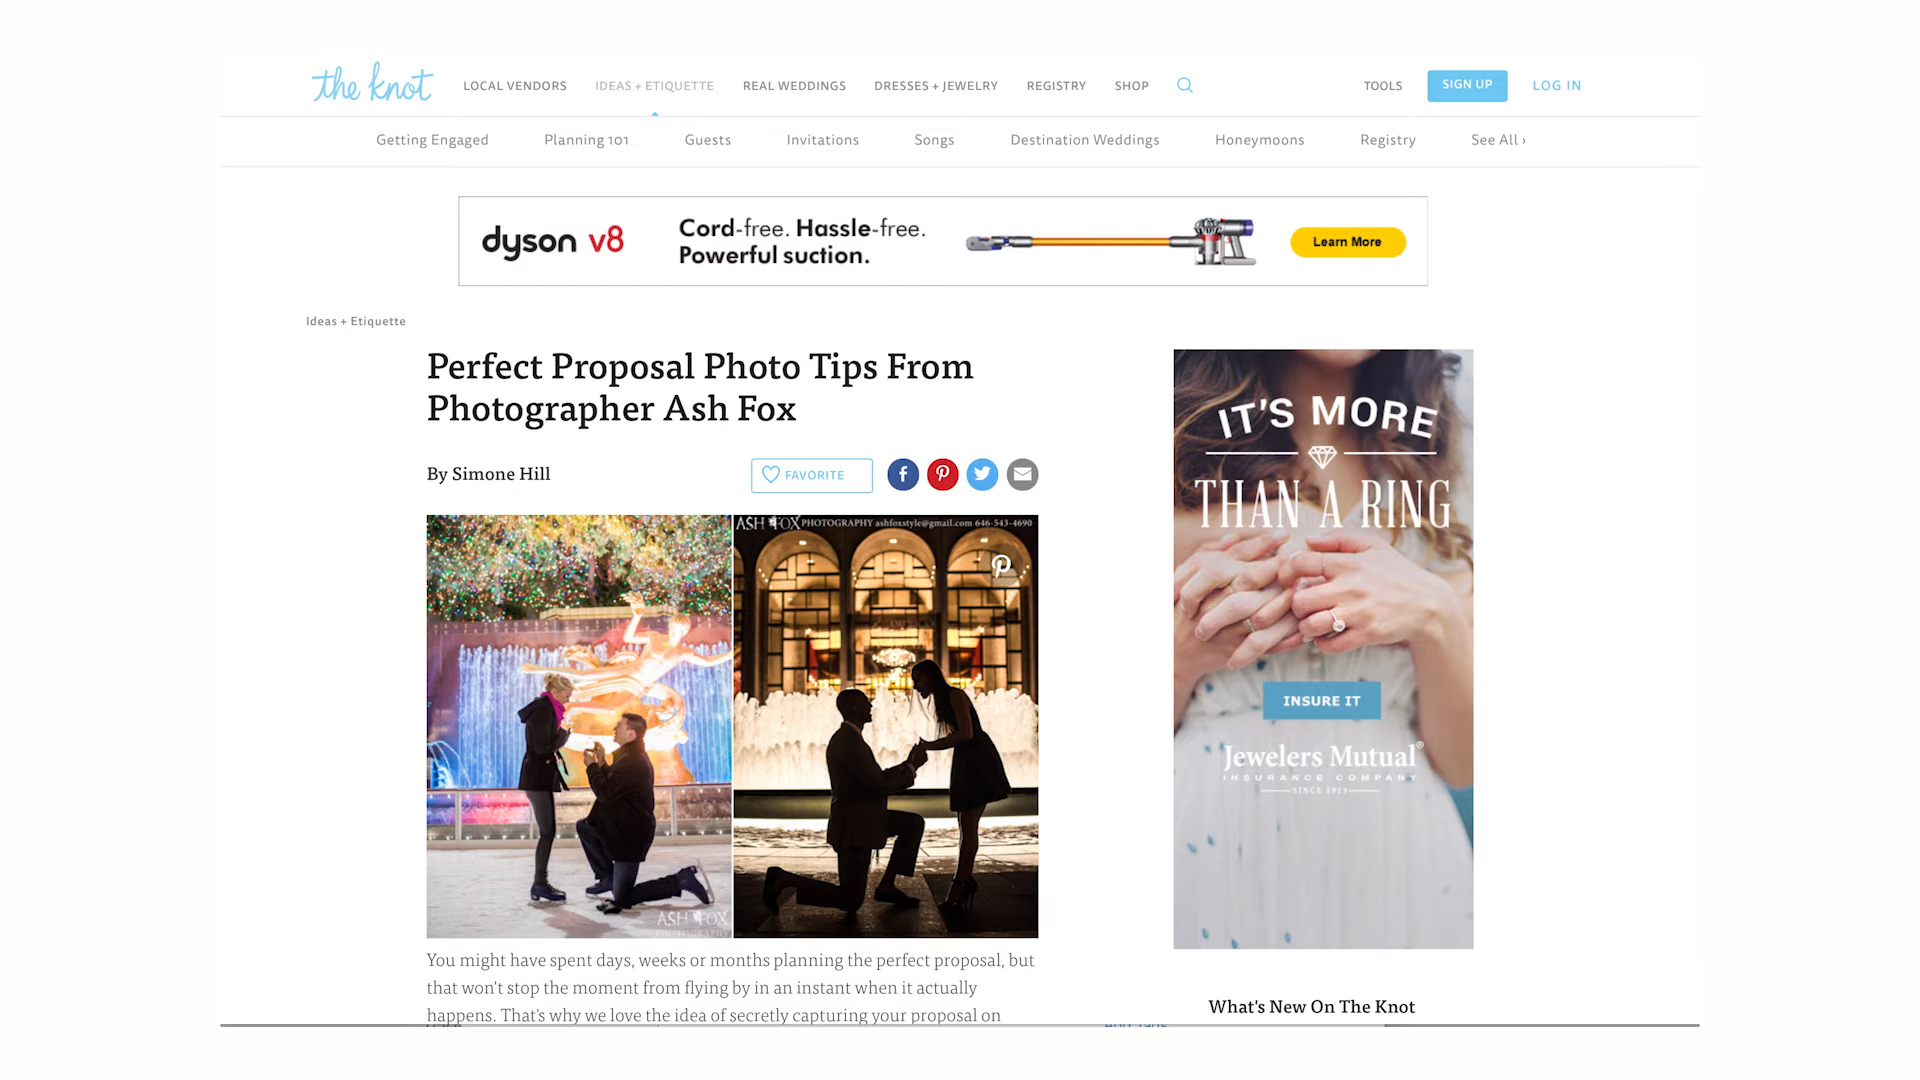 the knot
LOCAL VENDORS
IDEAS + ETIQUETTE
REAL WEDDINGS
DRESSES + JEWELRY
REGISTRY
SHOP
TOOLS
SIGN UP
LOG IN
Getting Engaged
Planning 101
Guests
Invitations
Songs
Destination Weddings
Honeymoons
Registry
See All ›
dyson v8
Cord-free. Hassle-free.
Powerful suction.
Learn More
Ideas + Etiquette
Perfect Proposal Photo Tips From
Photographer Ash Fox
By Simone Hill
FAVORITE
ASH FOX PHOTOGRAPHY ashfoxstyle@gmail.com 646-543-4690
ASH FOX
PHOTOGRAPHY
You might have spent days, weeks or months planning the perfect proposal, but
that won't stop the moment from flying by in an instant when it actually
happens. That's why we love the idea of secretly capturing your proposal on
IT'S MORE
THAN A RING
INSURE IT
Jewelers Mutual®
INSURANCE COMPANY
SINCE 1913
What's New On The Knot